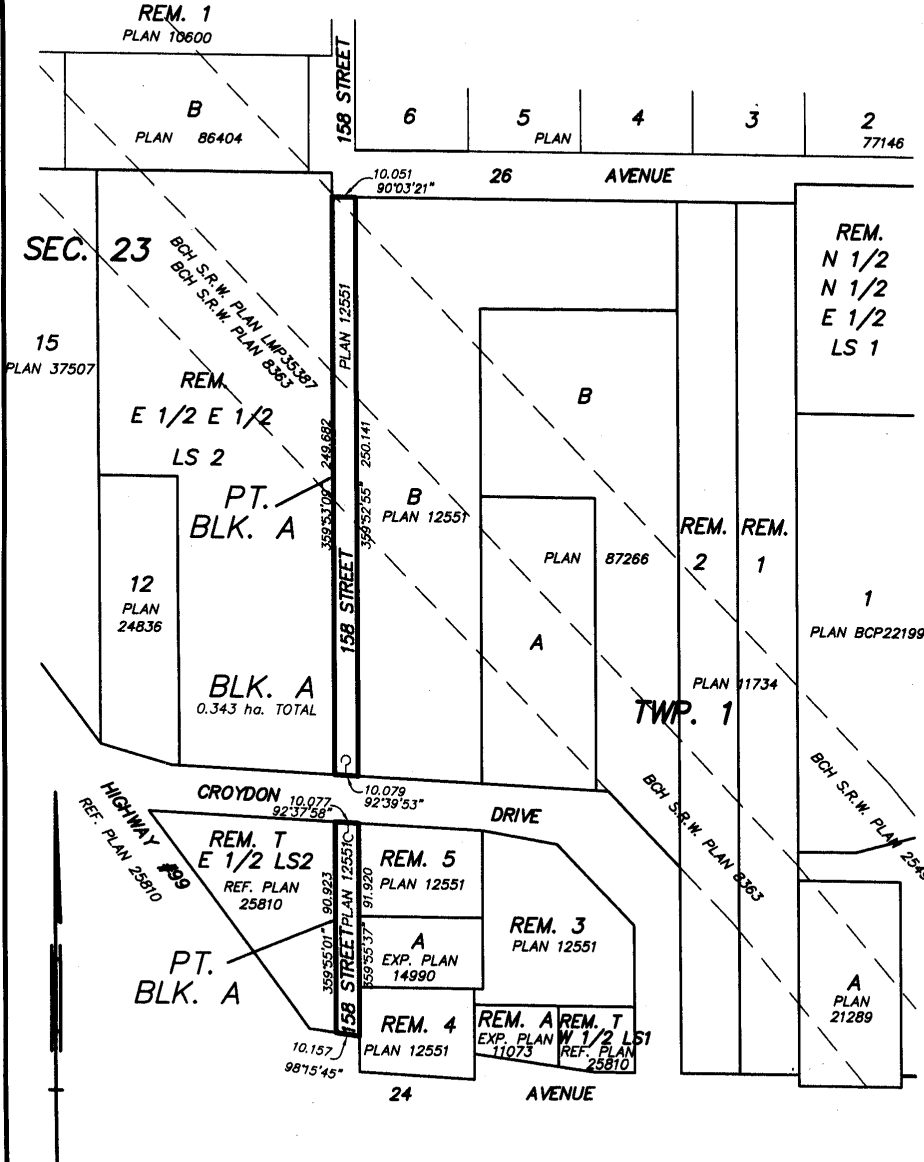 REM. 1
PLAN 10600
158 STREET
B
PLAN 86404
6
5
PLAN
4
3
2
77146
10.051
90°03'21"
26 AVENUE
SEC. 23
BCH S.R.W. PLAN LMP35387
BCH S.R.W. PLAN 8363
PLAN 12551
REM.
N 1/2
N 1/2
E 1/2
LS 1
15
PLAN 37507
REM.
E 1/2 E 1/2
LS 2
B
249.682
359°53'09"
250.141
359°52'55"
PT.
BLK. A
B
PLAN 12551
PLAN 87266
REM.
2
REM.
1
12
PLAN
24836
158 STREET
A
1
PLAN BCP22199
BLK. A
0.343 ha. TOTAL
PLAN 11734
TWP. 1
BCH S.R.W. PLAN 8363
BCH S.R.W. PLAN
10.079
92°39'53"
CROYDON DRIVE
10.077
92°37'58"
HIGHWAY #99
REF. PLAN 25810
REM. T
E 1/2 LS2
REF. PLAN
25810
PLAN 12551
REM. 5
PLAN 12551
90.923
359°55'01"
91.920
359°55'37"
REM. 3
PLAN 12551
A
EXP. PLAN
14990
PT.
BLK. A
158 STREET
A
PLAN
21289
REM. 4
PLAN 12551
REM. A
EXP. PLAN
11073
REM. T
W 1/2 LS1
REF. PLAN
25810
10.157
98°15'45"
24 AVENUE